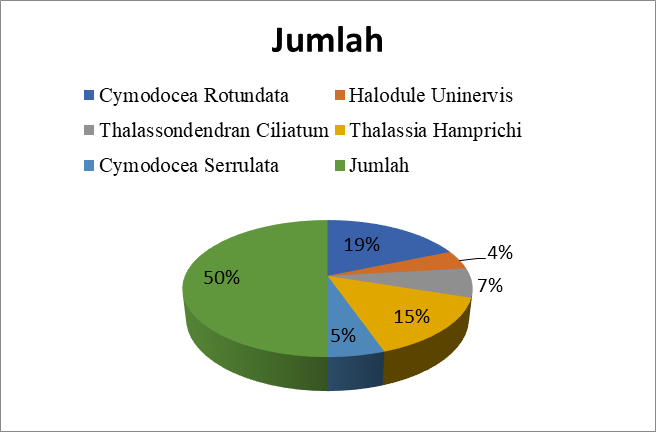 Jumlah
Cymodocea Rotundata
Halodule Uninervis
Thalassondendran Ciliatum
Thalassia Hamprichi
Cymodocea Serrulata
Jumlah
19%
4%
7%
15%
5%
50%